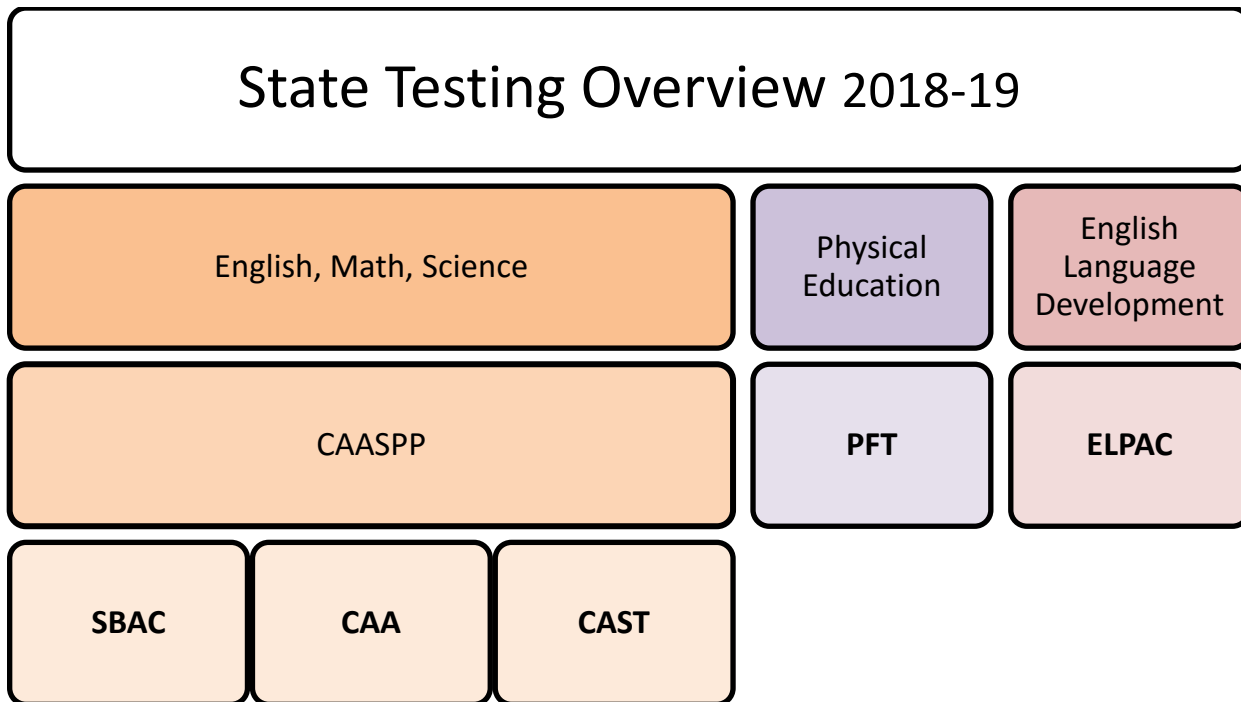 State Testing Overview 2018-19
English, Math, Science
Physical
Education
English
Language
Development
CAASPP
PFT
ELPAC
SBAC
CAA
CAST